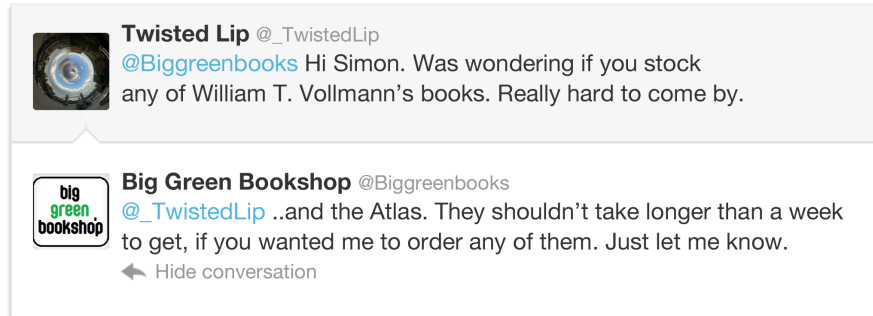 Twisted Lip @_TwistedLip
@Biggreenbooks Hi Simon. Was wondering if you stock
any of William T. Vollmann’s books. Really hard to come by.
big
green
bookshop
Big Green Bookshop @Biggreenbooks
@_TwistedLip ..and the Atlas. They shouldn’t take longer than a week
to get, if you wanted me to order any of them. Just let me know.
Hide conversation